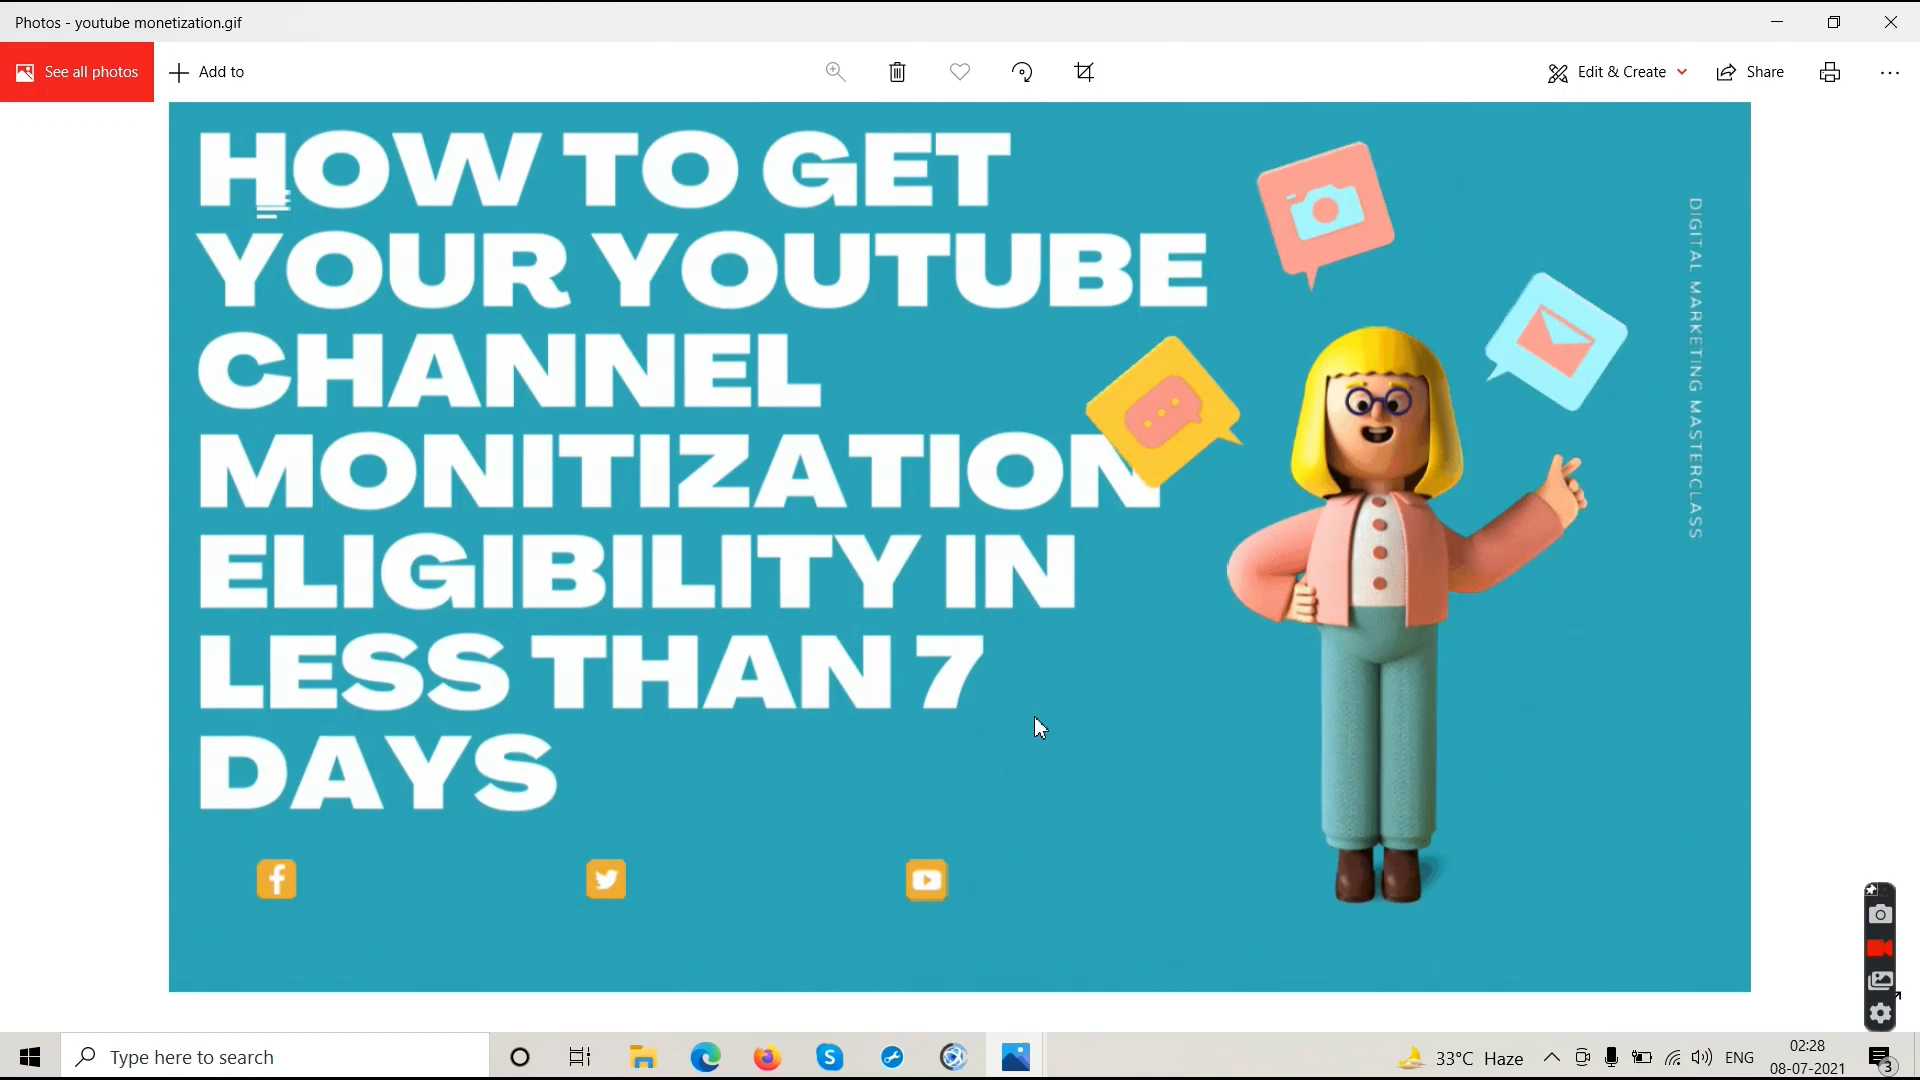 Photos - youtube monetization.gif
See all photos
Add to
Edit & Create
Share
HOW TO GET
YOUR YOUTUBE
CHANNEL
MONITIZATION
ELIGIBILITY IN
LESS THAN 7
DAYS
DIGITAL MARKETING MASTERCLASS
Type here to search
33°C Haze
ENG
02:28
08-07-2021
3